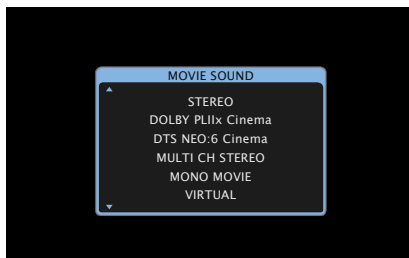 MOVIE SOUND
STEREO
DOLBY PLIIx Cinema
DTS NEO:6 Cinema
MULTI CH STEREO
MONO MOVIE
VIRTUAL